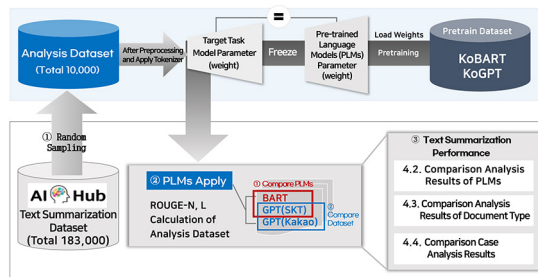 Analysis Dataset
(Total 10,000)
After Preprocessing
and Apply Tokenizer
Target Task
Model Parameter
(weight)
=
Freeze
Pre-trained
Language
Models (PLMs)
Parameter
(weight)
Load Weights
Pretraining
Pretrain Dataset
KoBART
KoGPT
① Random
Sampling
AI Hub
Text Summarization
Dataset
(Total 183,000)
② PLMs Apply
ROUGE-N, L
Calculation of
Analysis Dataset
① Compare PLMs
BART
GPT(SKT)
GPT(Kakao)
② Compare
Dataset
③ Text Summarization
Performance
4.2. Comparison Analysis
Results of PLMs
4.3. Comparison Analysis
Results of Document Type
4.4. Comparison Case
Analysis Results